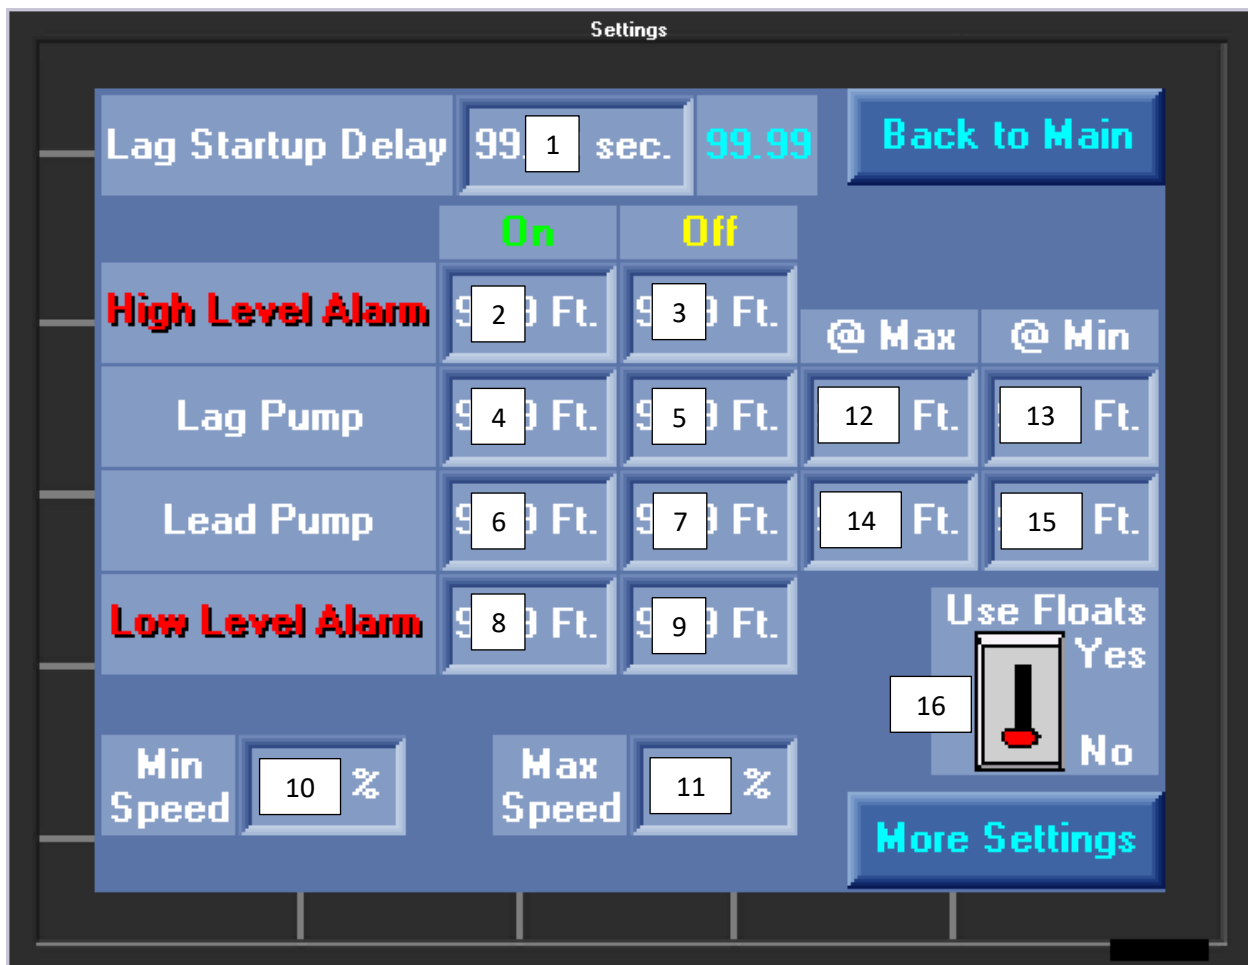 Settings
Lag Startup Delay 99. 1 sec. 99.99 Back to Main
On Off
High Level Alarm 2 Ft. 3 Ft.
@ Max @ Min
Lag Pump 4 Ft. 5 Ft. 12 Ft. 13 Ft.
Lead Pump 6 Ft. 7 Ft. 14 Ft. 15 Ft.
Low Level Alarm 8 Ft. 9 Ft.
Use Floats
Yes
16
No
Min Speed 10 %
Max Speed 11 %
More Settings